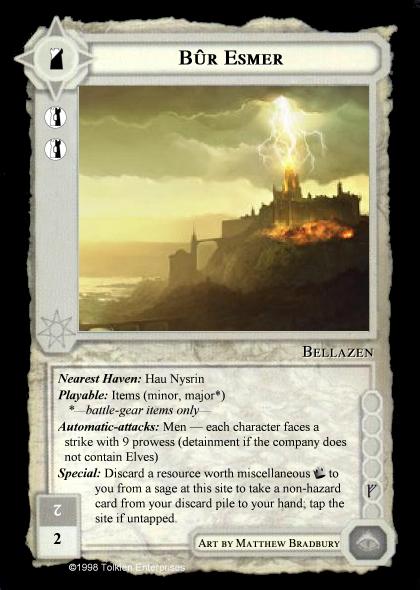 BÛR ESMER
BELLAZEN
Nearest Haven: Hau Nysrin
Playable: Items (minor, major*)
*—battle-gear items only—
Automatic-attacks: Men — each character faces a
strike with 9 prowess (detainment if the company does
not contain Elves)
Special: Discard a resource worth miscellaneous to
you from a sage at this site to take a non-hazard
card from your discard pile to your hand; tap the
site if untapped.
2
2
ART BY MATTHEW BRADBURY
©1998 Tolkien Enterprises